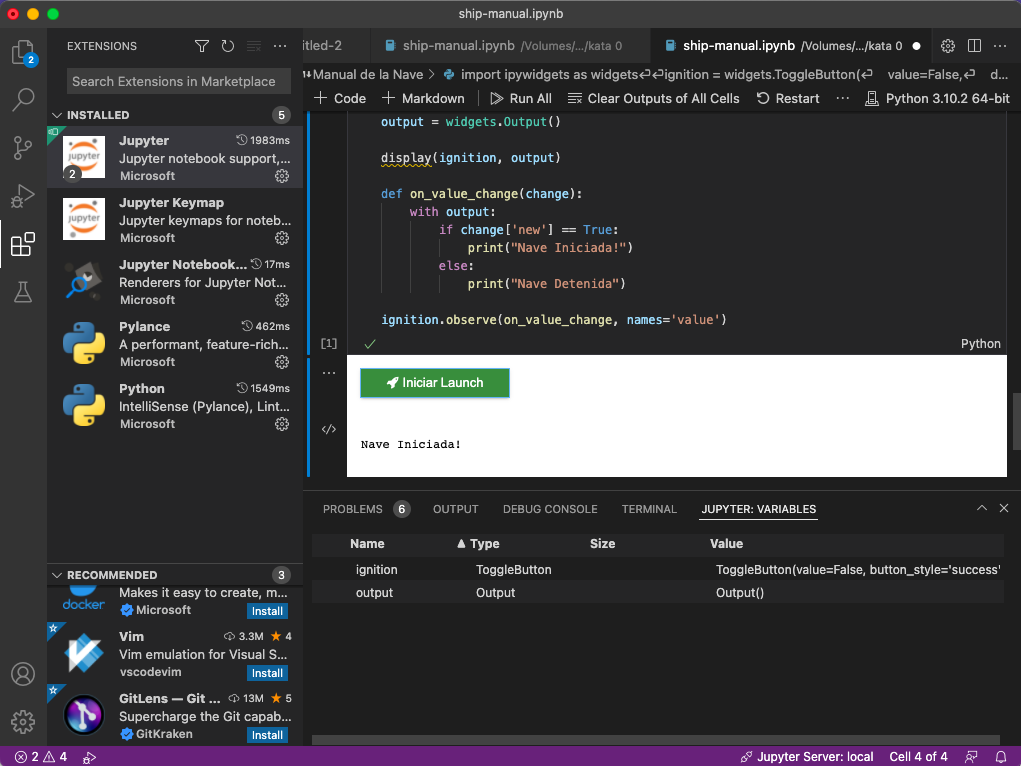 ship-manual.ipynb
2
EXTENSIONS
Search Extensions in Marketplace
INSTALLED 5
jupyter
2
Jupyter 1983ms
Jupyter notebook support,...
Microsoft
jupyter
Jupyter Keymap
Jupyter keymaps for noteb...
Microsoft
Jupyter Notebook... 17ms
Renderers for Jupyter Not...
Microsoft
Pylance 462ms
A performant, feature-rich...
Microsoft
Python 1549ms
IntelliSense (Pylance), Lint...
Microsoft
RECOMMENDED 3
docker
Makes it easy to create, m...
Microsoft Install
Vim 3.3M 4
Vim emulation for Visual S...
vscodevim Install
GitLens — Git ... 13M 5
Supercharge the Git capab...
GitKraken Install
itled-2 ship-manual.ipynb /Volumes/.../kata 0 ship-manual.ipynb /Volumes/.../kata 0
Manual de la Nave > import ipywidgets as widgets↵↵ignition = widgets.ToggleButton(↵ value=False,↵ d...
+ Code + Markdown Run All Clear Outputs of All Cells Restart ... Python 3.10.2 64-bit
output = widgets.Output()
display(ignition, output)
def on_value_change(change):
with output:
if change['new'] == True:
print("Nave Iniciada!")
else:
print("Nave Detenida")
ignition.observe(on_value_change, names='value')
[1] Python
Iniciar Launch
Nave Iniciada!
PROBLEMS 6 OUTPUT DEBUG CONSOLE TERMINAL JUPYTER: VARIABLES
Name Type Size Value
ignition ToggleButton ToggleButton(value=False, button_style='success'
output Output Output()
2 4 Jupyter Server: local Cell 4 of 4